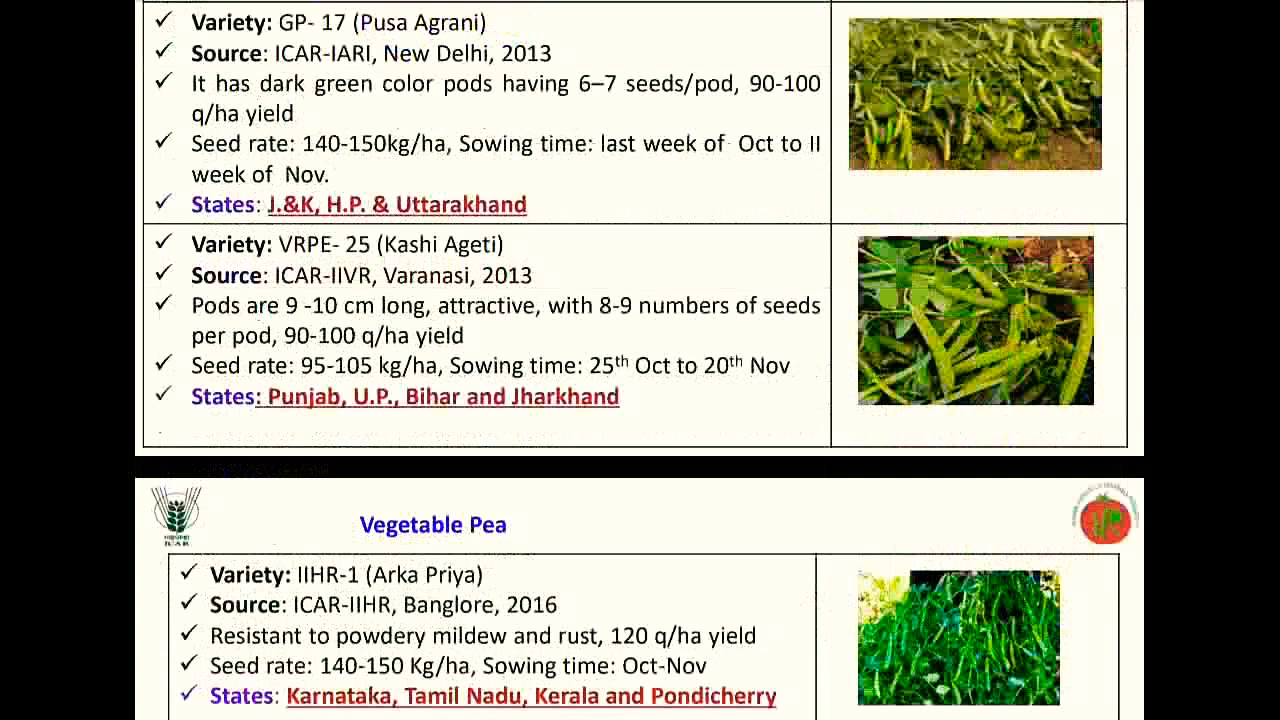 ✓ Variety: GP- 17 (Pusa Agrani)
✓ Source: ICAR-IARI, New Delhi, 2013
✓ It has dark green color pods having 6–7 seeds/pod, 90-100
q/ha yield
✓ Seed rate: 140-150kg/ha, Sowing time: last week of Oct to II
week of Nov.
✓ States: J.&K, H.P. & Uttarakhand
✓ Variety: VRPE- 25 (Kashi Ageti)
✓ Source: ICAR-IIVR, Varanasi, 2013
✓ Pods are 9 -10 cm long, attractive, with 8-9 numbers of seeds
per pod, 90-100 q/ha yield
✓ Seed rate: 95-105 kg/ha, Sowing time: 25th Oct to 20th Nov
✓ States: Punjab, U.P., Bihar and Jharkhand
ICAR
Vegetable Pea
✓ Variety: IIHR-1 (Arka Priya)
✓ Source: ICAR-IIHR, Banglore, 2016
✓ Resistant to powdery mildew and rust, 120 q/ha yield
✓ Seed rate: 140-150 Kg/ha, Sowing time: Oct-Nov
✓ States: Karnataka, Tamil Nadu, Kerala and Pondicherry